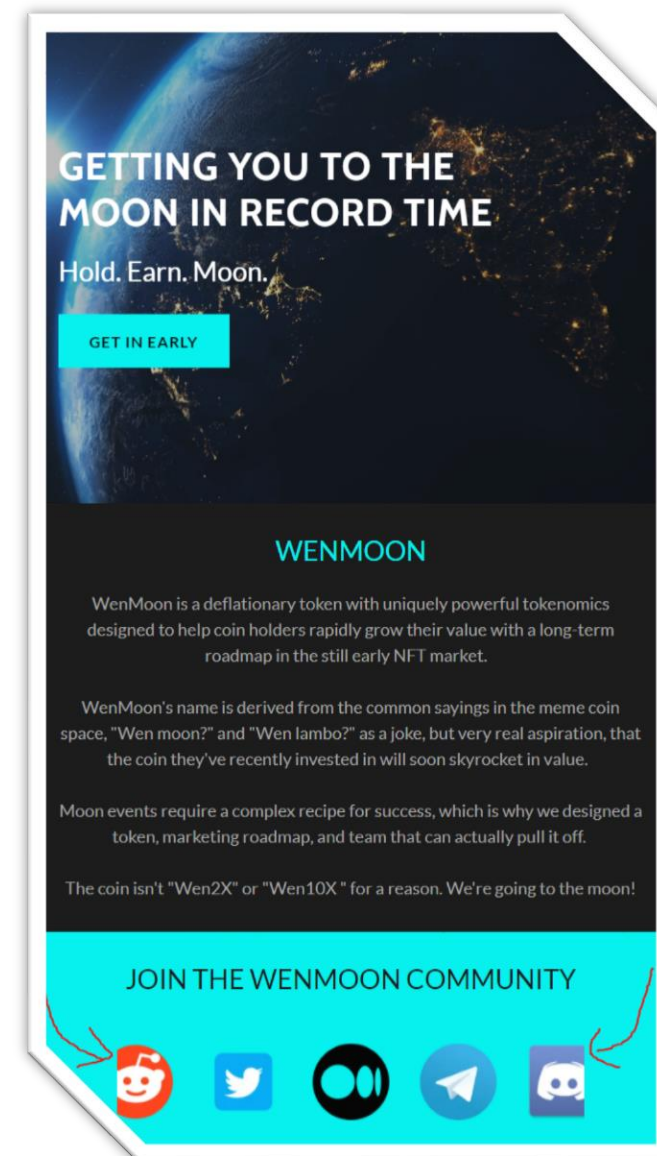 GETTING YOU TO THE
MOON IN RECORD TIME
Hold. Earn. Moon.
GET IN EARLY
WENMOON
WenMoon is a deflationary token with uniquely powerful tokenomics
designed to help coin holders rapidly grow their value with a long-term
roadmap in the still early NFT market.
WenMoon's name is derived from the common sayings in the meme coin
space, "Wen moon?" and "Wen lambo?" as a joke, but very real aspiration, that
the coin they've recently invested in will soon skyrocket in value.
Moon events require a complex recipe for success, which is why we designed a
token, marketing roadmap, and team that can actually pull it off.
The coin isn't "Wen2X" or "Wen10X " for a reason. We're going to the moon!
JOIN THE WENMOON COMMUNITY